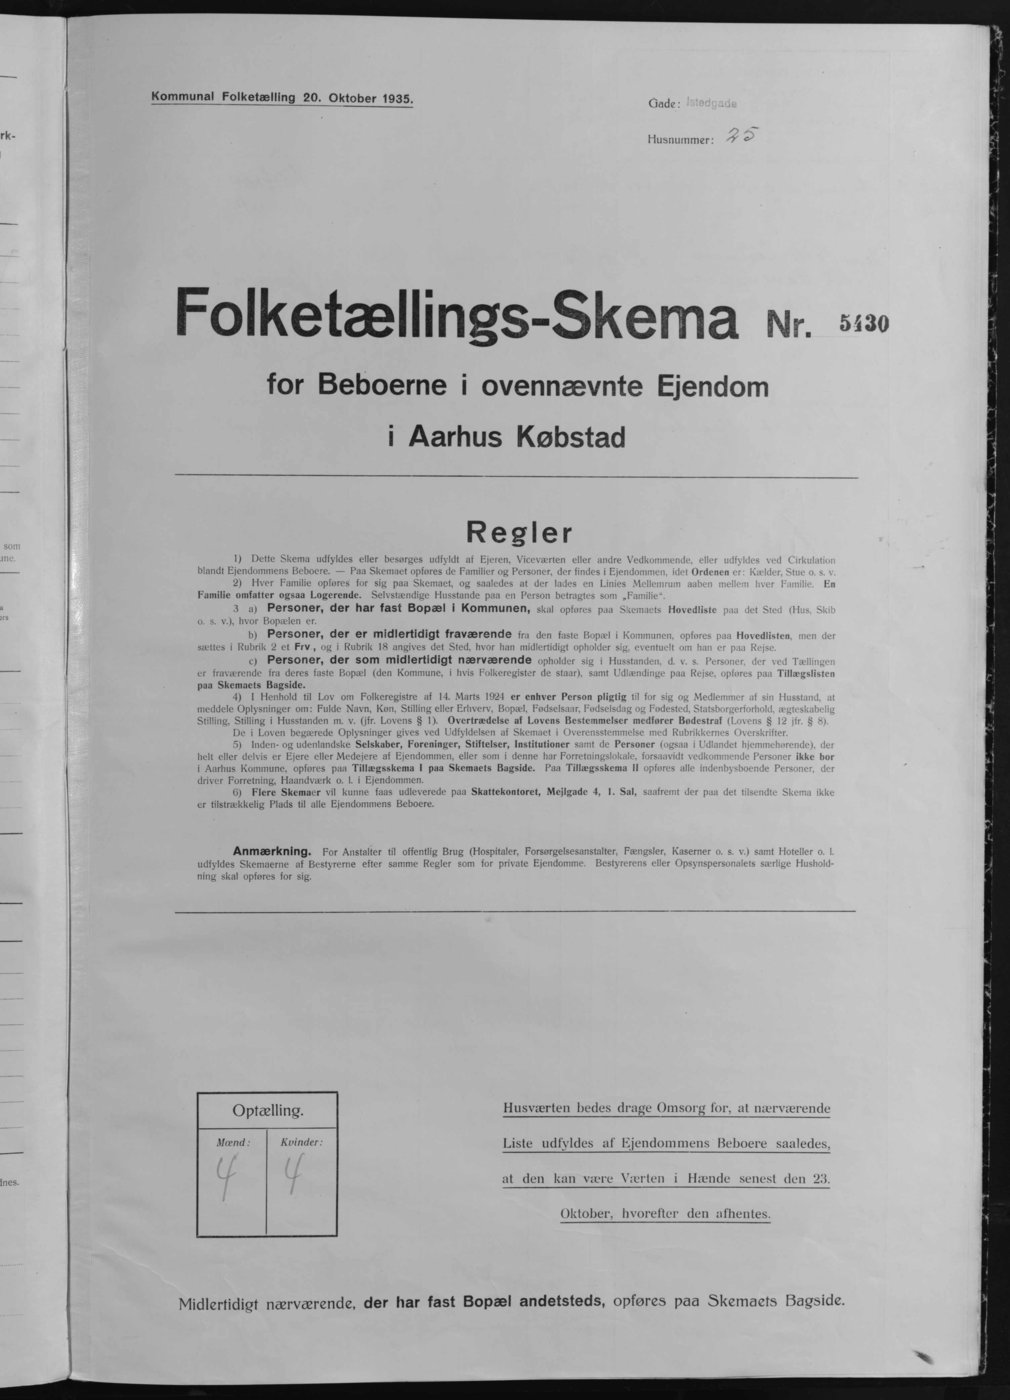 Kommunal Folketælling 20. Oktober 1935.
Gade: Istedgade
Husnummer: 25
Folketællings-Skema Nr. 5430
for Beboerne i ovennævnte Ejendom
i Aarhus Købstad
Regler
1) Dette Skema udfyldes eller besørges udfyldt af Ejeren, Viceværten eller andre Vedkommende, eller udfyldes ved Cirkulation
blandt Ejendommens Beboere. — Paa Skemaet opføres de Familier og Personer, der findes i Ejendommen, idet Ordenen er: Kælder, Stue o. s. v.
2) Hver Familie opføres for sig paa Skemaet, og saaledes at der lades en Linies Mellemrum aaben mellem hver Familie. En
Familie omfatter ogsaa Logerende. Selvstændige Husstande paa en Person betragtes som „Familie“.
3 a) Personer, der har fast Bopæl i Kommunen, skal opføres paa Skemaets Hovedliste paa det Sted (Hus, Skib
o. s. v.), hvor Bopælen er.
b) Personer, der er midlertidigt fraværende fra den faste Bopæl i Kommunen, opføres paa Hovedlisten, men der
sættes i Rubrik 2 et Frv., og i Rubrik 18 angives det Sted, hvor han midlertidigt opholder sig, eventuelt om han er paa Rejse.
c) Personer, der som midlertidigt nærværende opholder sig i Husstanden, d. v. s. Personer, der ved Tællingen
er fraværende fra deres faste Bopæl (den Kommune, i hvis Folkeregister de staar), samt Udlændinge paa Rejse, opføres paa Tillægslisten
paa Skemaets Bagside.
4) I Henhold til Lov om Folkeregistre af 14. Marts 1924 er enhver Person pligtig til for sig og Medlemmer af sin Husstand, at
meddele Oplysninger om: Fulde Navn, Køn, Stilling eller Erhverv, Bopæl, Fødselsaar, Fødselsdag og Fødested, Statsborgerforhold, ægteskabelig
Stilling, Stilling i Husstanden m. v. (jfr. Lovens § 1). Overtrædelse af Lovens Bestemmelser medfører Bødestraf (Lovens § 12 jfr. § 8).
De i Loven begærede Oplysninger gives ved Udfyldelsen af Skemaet i Overensstemmelse med Rubrikkernes Overskrifter.
5) Inden- og udenlandske Selskaber, Foreninger, Stiftelser, Institutioner samt de Personer (ogsaa i Udlandet hjemmehørende), der
helt eller delvis er Ejere eller Medejere af Ejendommen, eller som i denne har Forretningslokale, forsaavidt vedkommende Personer ikke bor
i Aarhus Kommune, opføres paa Tillægsskema I paa Skemaets Bagside. Paa Tillægsskema II opføres alle indenbysboende Personer, der
driver Forretning, Haandværk o. l. i Ejendommen.
6) Flere Skemaer vil kunne faas udleverede paa Skattekontoret, Mejlgade 4, 1. Sal, saafremt der paa det tilsendte Skema ikke
er tilstrækkelig Plads til alle Ejendommens Beboere.
Anmærkning. For Anstalter til offentlig Brug (Hospitaler, Forsørgelsesanstalter, Fængsler, Kaserner o. s. v.) samt Hoteller o. l.
udfyldes Skemaerne af Bestyrerne efter samme Regler som for private Ejendomme. Bestyrerens eller Opsynspersonalets særlige Hushold-
ning skal opføres for sig.
Optælling.
Mænd: Kvinder:
4 4
Husværten bedes drage Omsorg for, at nærværende
Liste udfyldes af Ejendommens Beboere saaledes,
at den kan være Værten i Hænde senest den 23.
Oktober, hvorefter den afhentes.
Midlertidigt nærværende, der har fast Bopæl andetsteds, opføres paa Skemaets Bagside.